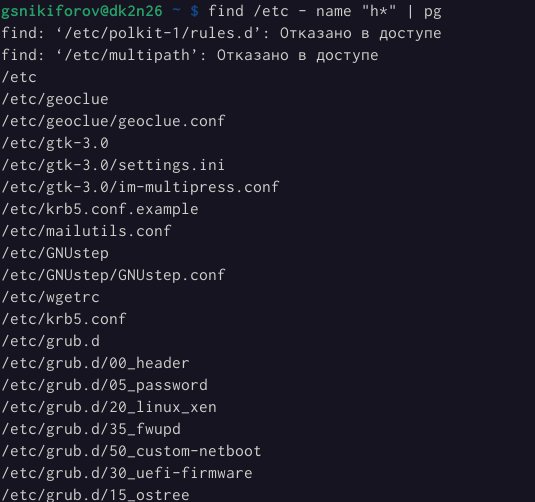 gsnikiforov@dk2n26 ~ $ find /etc - name "h*" | pg
find: ‘/etc/polkit-1/rules.d’: Отказано в доступе
find: ‘/etc/multipath’: Отказано в доступе
/etc
/etc/geoclue
/etc/geoclue/geoclue.conf
/etc/gtk-3.0
/etc/gtk-3.0/settings.ini
/etc/gtk-3.0/im-multipress.conf
/etc/krb5.conf.example
/etc/mailutils.conf
/etc/GNUstep
/etc/GNUstep/GNUstep.conf
/etc/wgetrc
/etc/krb5.conf
/etc/grub.d
/etc/grub.d/00_header
/etc/grub.d/05_password
/etc/grub.d/20_linux_xen
/etc/grub.d/35_fwupd
/etc/grub.d/50_custom-netboot
/etc/grub.d/30_uefi-firmware
/etc/grub.d/15_ostree